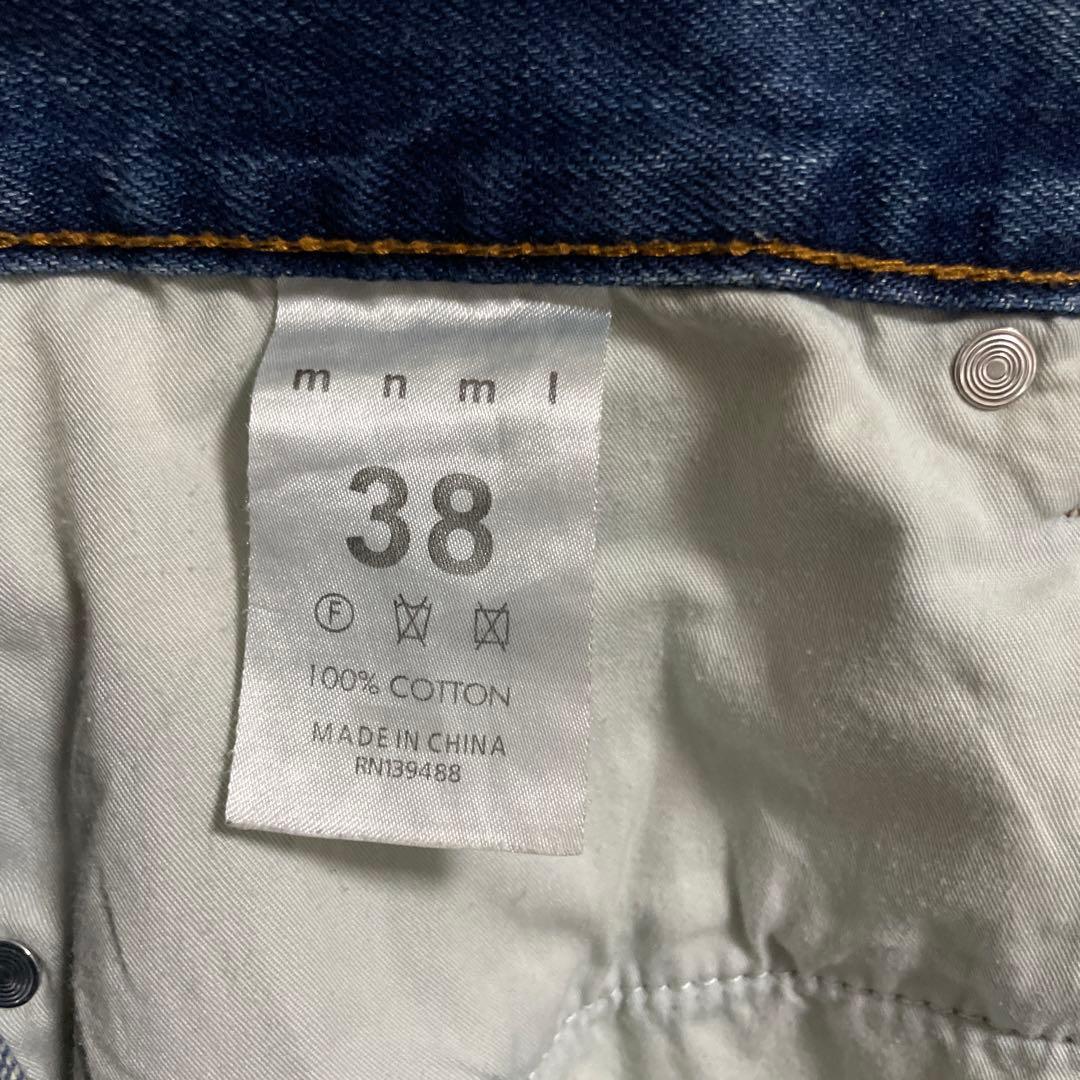 m n m l
38
F
100% COTTON
MADE IN CHINA
RN139488